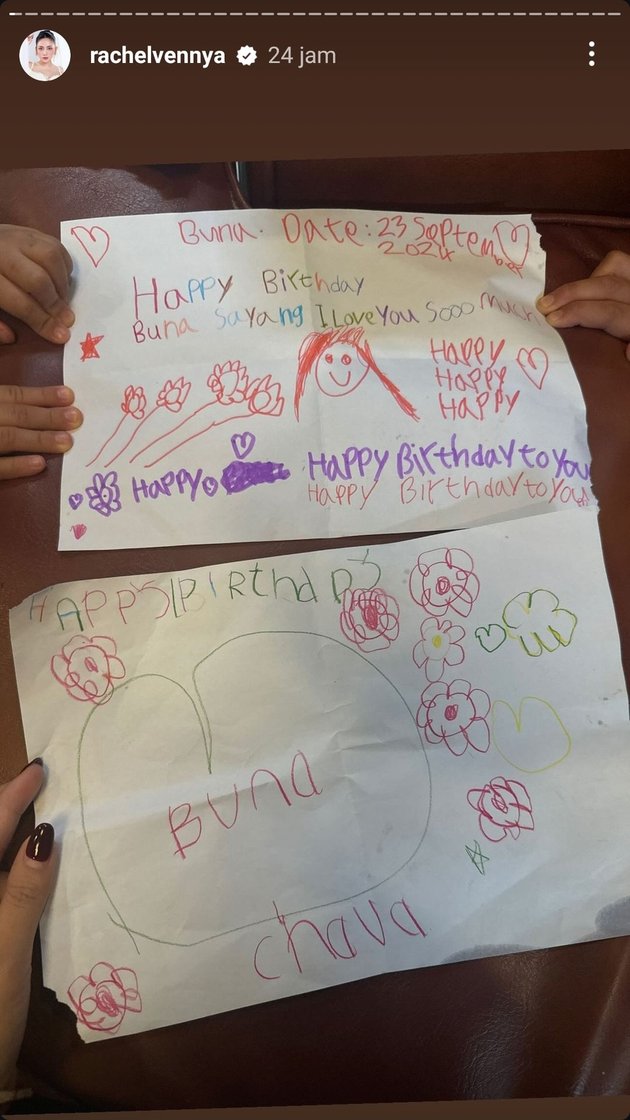 rachelvennya 24 jam
Buna. Date: 23 September
2024
Happy Birthday
Buna Sayang I Love You Sooo Much
Happy
Happy
Happy
Happy
Happy Birthday to You
Happy Birthday to You
HAPPY BIRthDAY
Buna
chava